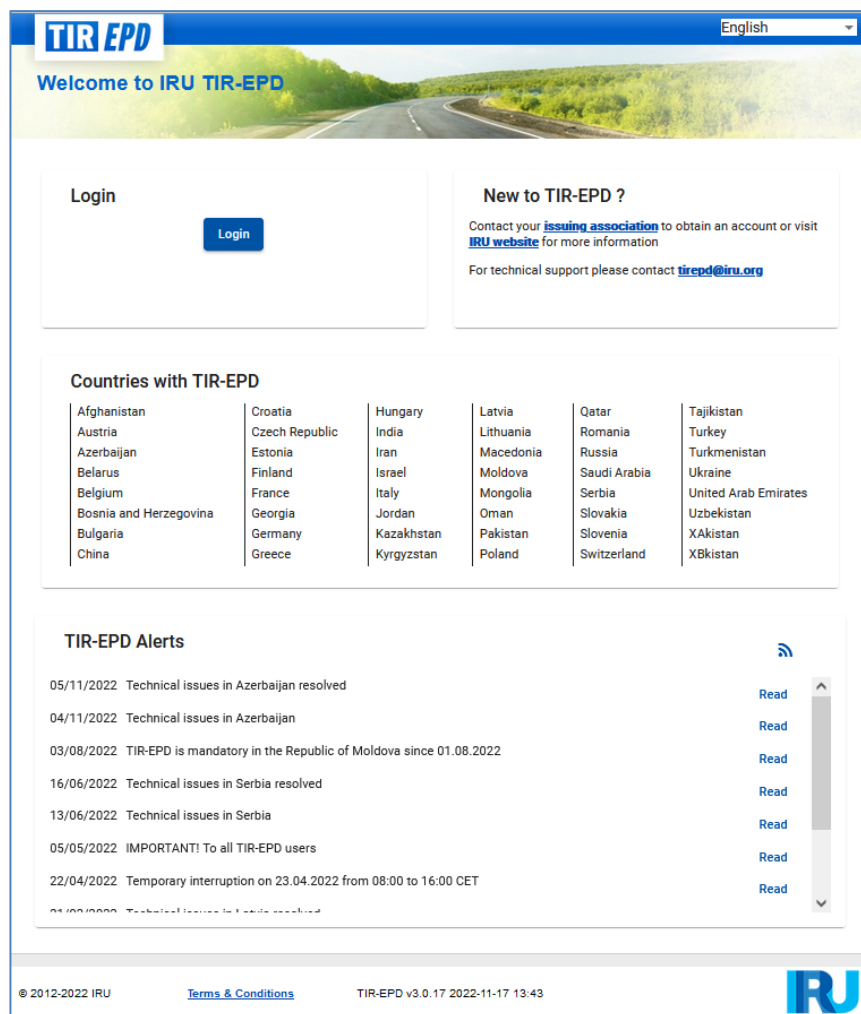 TIR EPD
English
Welcome to IRU TIR-EPD
Login
Login
New to TIR-EPD ?
Contact your issuing association to obtain an account or visit
IRU website for more information
For technical support please contact tirepd@iru.org
Countries with TIR-EPD
Afghanistan
Austria
Azerbaijan
Belarus
Belgium
Bosnia and Herzegovina
Bulgaria
China
Croatia
Czech Republic
Estonia
Finland
France
Georgia
Germany
Greece
Hungary
India
Iran
Israel
Italy
Jordan
Kazakhstan
Kyrgyzstan
Latvia
Lithuania
Macedonia
Moldova
Mongolia
Oman
Pakistan
Poland
Qatar
Romania
Russia
Saudi Arabia
Serbia
Slovakia
Slovenia
Switzerland
Tajikistan
Turkey
Turkmenistan
Ukraine
United Arab Emirates
Uzbekistan
XAkistan
XBkistan
TIR-EPD Alerts
05/11/2022 Technical issues in Azerbaijan resolved Read
04/11/2022 Technical issues in Azerbaijan Read
03/08/2022 TIR-EPD is mandatory in the Republic of Moldova since 01.08.2022 Read
16/06/2022 Technical issues in Serbia resolved Read
13/06/2022 Technical issues in Serbia Read
05/05/2022 IMPORTANT! To all TIR-EPD users Read
22/04/2022 Temporary interruption on 23.04.2022 from 08:00 to 16:00 CET Read
Technical issues in Latvia resolved
© 2012-2022 IRU Terms & Conditions TIR-EPD v3.0.17 2022-11-17 13:43
IRU